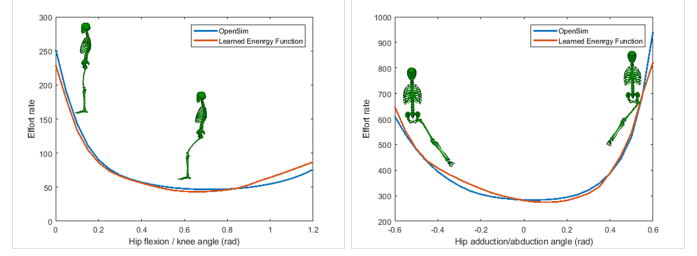 300
250
200
150
100
50
0
Effort rate
OpenSim
Learned Enenrgy Function
0 0.2 0.4 0.6 0.8 1 1.2
Hip flexion / knee angle (rad)
1000
900
800
700
600
500
400
300
200
Effort rate
OpenSim
Learned Enenrgy Function
-0.6 -0.4 -0.2 0 0.2 0.4 0.6
Hip adduction/abduction angle (rad)